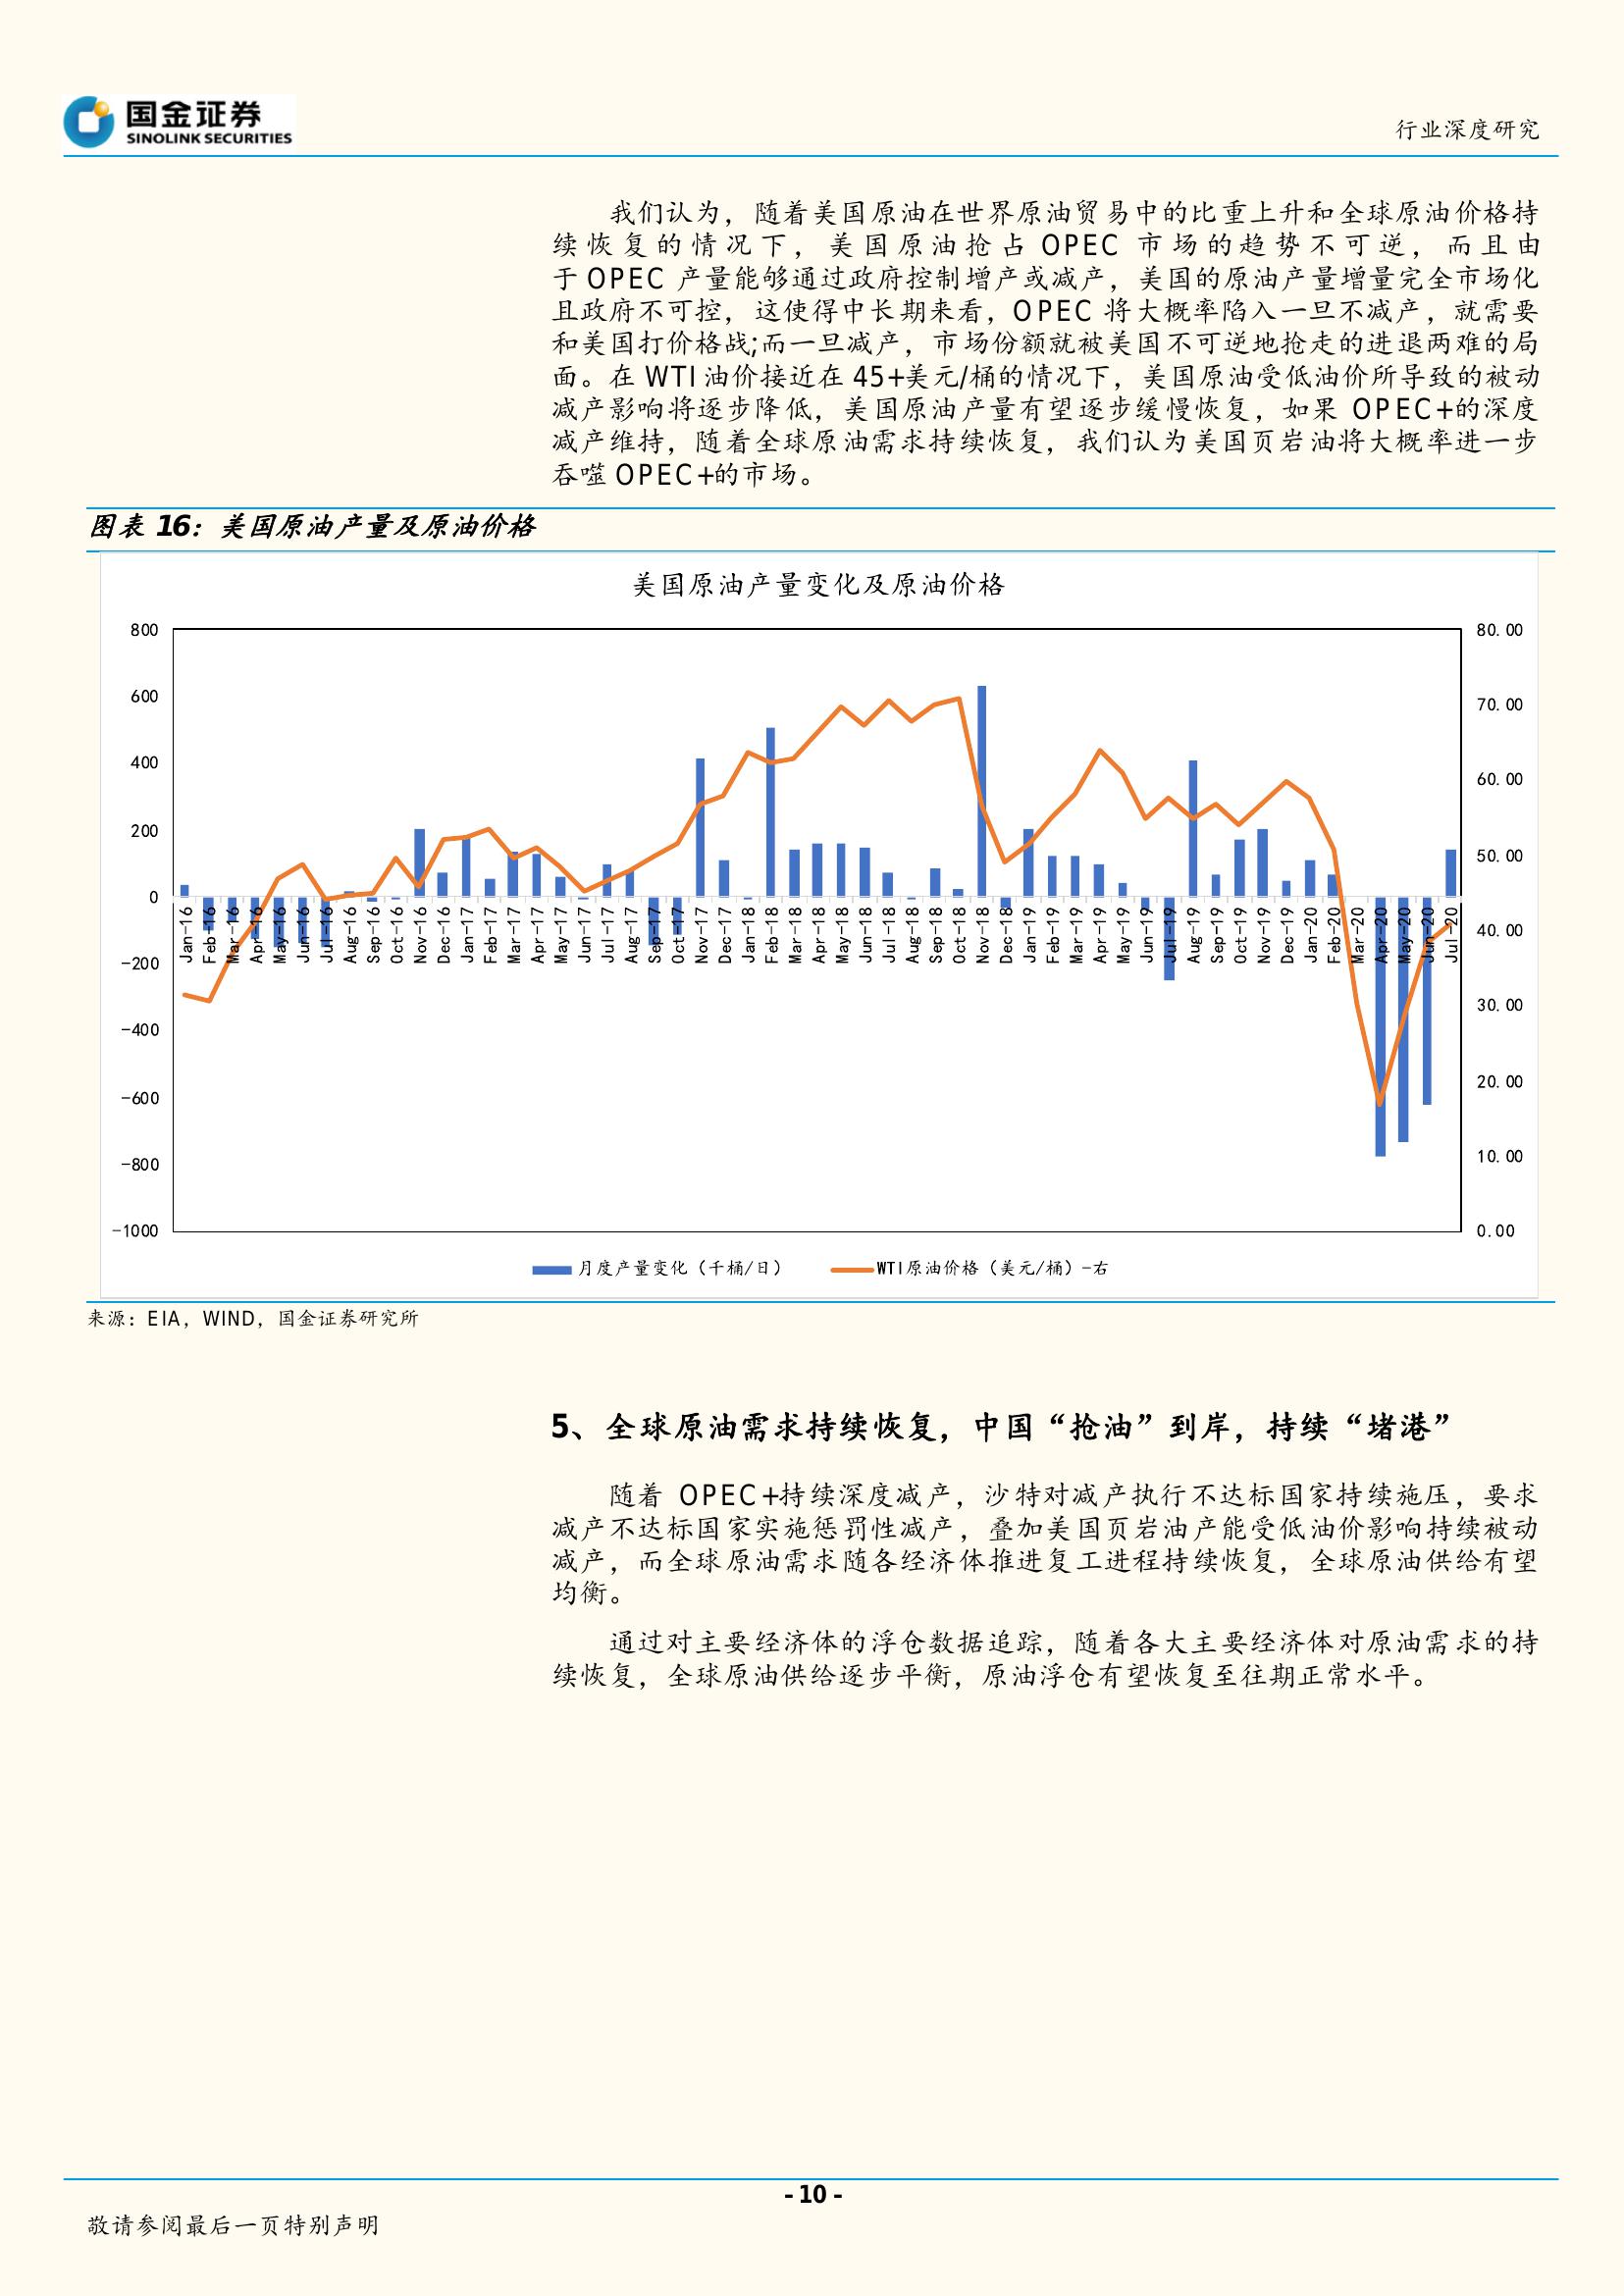 国金证券
SINOLINK SECURITIES
行业深度研究
我们认为，随着美国原油在世界原油贸易中的比重上升和全球原油价格持
续恢复的情况下，美国原油抢占 OPEC 市场的趋势不可逆，而且由
于 OPEC 产量能够通过政府控制增产或减产，美国的原油产量增量完全市场化
且政府不可控，这使得中长期来看，OPEC 将大概率陷入一旦不减产，就需要
和美国打价格战;而一旦减产，市场份额就被美国不可逆地抢走的进退两难的局
面。在 WTI 油价接近在 45+美元/桶的情况下，美国原油受低油价所导致的被动
减产影响将逐步降低，美国原油产量有望逐步缓慢恢复，如果 OPEC+的深度
减产维持，随着全球原油需求持续恢复，我们认为美国页岩油将大概率进一步
吞噬 OPEC+的市场。
图表 16：美国原油产量及原油价格
美国原油产量变化及原油价格
800
600
400
200
0
-200
-400
-600
-800
-1000
80.00
70.00
60.00
50.00
40.00
30.00
20.00
10.00
0.00
Jan-16
Feb-16
Mar-16
Apr-16
May-16
Jun-16
Jul-16
Aug-16
Sep-16
Oct-16
Nov-16
Dec-16
Jan-17
Feb-17
Mar-17
Apr-17
May-17
Jun-17
Jul-17
Aug-17
Sep-17
Oct-17
Nov-17
Dec-17
Jan-18
Feb-18
Mar-18
Apr-18
May-18
Jun-18
Jul-18
Aug-18
Sep-18
Oct-18
Nov-18
Dec-18
Jan-19
Feb-19
Mar-19
Apr-19
May-19
Jun-19
Jul-19
Aug-19
Sep-19
Oct-19
Nov-19
Dec-19
Jan-20
Feb-20
Mar-20
Apr-20
May-20
Jun-20
Jul-20
月度产量变化（千桶/日）
WTI原油价格（美元/桶）-右
来源：EIA，WIND，国金证券研究所
5、全球原油需求持续恢复，中国“抢油”到岸，持续“堵港”
随着 OPEC+持续深度减产，沙特对减产执行不达标国家持续施压，要求
减产不达标国家实施惩罚性减产，叠加美国页岩油产能受低油价影响持续被动
减产，而全球原油需求随各经济体推进复工进程持续恢复，全球原油供给有望
均衡。
通过对主要经济体的浮仓数据追踪，随着各大主要经济体对原油需求的持
续恢复，全球原油供给逐步平衡，原油浮仓有望恢复至往期正常水平。
- 10 -
敬请参阅最后一页特别声明